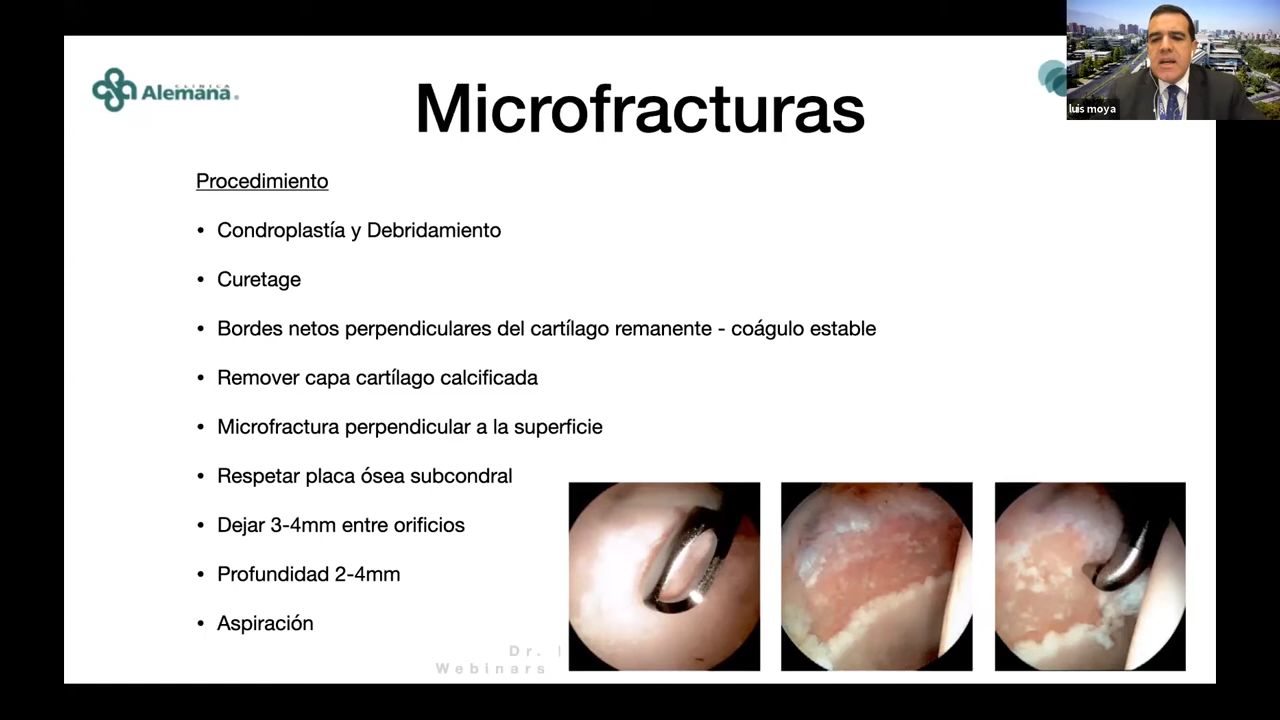 CLINICA
Alemana
Microfracturas
luis moya
Procedimiento
• Condroplastía y Debridamiento
• Curetage
• Bordes netos perpendiculares del cartílago remanente - coágulo estable
• Remover capa cartílago calcificada
• Microfractura perpendicular a la superficie
• Respetar placa ósea subcondral
• Dejar 3-4mm entre orificios
• Profundidad 2-4mm
• Aspiración
Dr.
Webinars